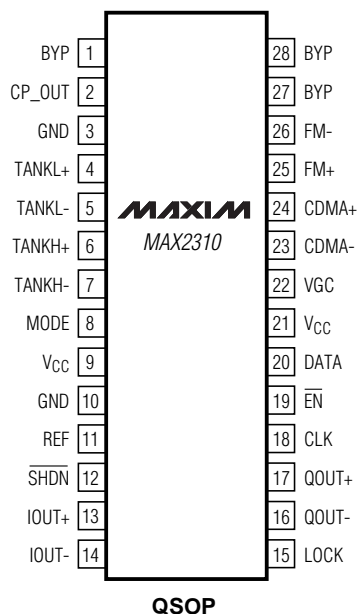 BYP 1
CP_OUT 2
GND 3
TANKL+ 4
TANKL- 5
TANKH+ 6
TANKH- 7
MODE 8
VCC 9
GND 10
REF 11
SHDN 12
IOUT+ 13
IOUT- 14
MAXIM
MAX2310
28 BYP
27 BYP
26 FM-
25 FM+
24 CDMA+
23 CDMA-
22 VGC
21 VCC
20 DATA
19 EN
18 CLK
17 QOUT+
16 QOUT-
15 LOCK
QSOP